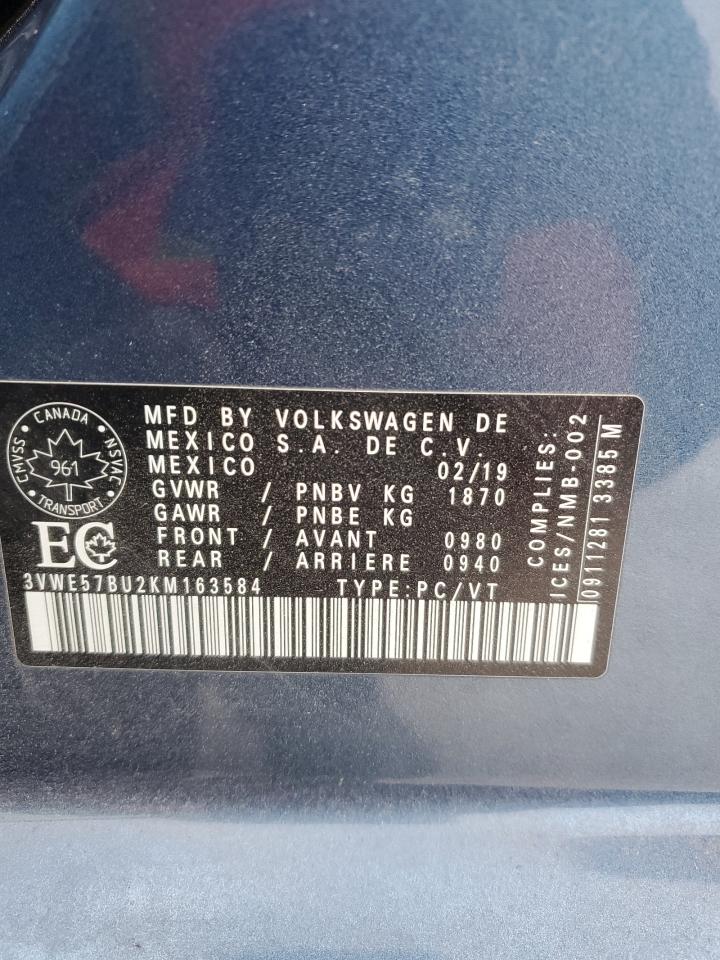 CANADA
CMVSS
NSVAC
961
TRANSPORT
EC
MFD BY VOLKSWAGEN DE
MEXICO S.A. DE C.V.
MEXICO 02/19
GVWR / PNBV KG 1870
GAWR / PNBE KG
FRONT / AVANT 0980
REAR / ARRIERE 0940
3VWE57BU2KM163584 TYPE:PC/VT
COMPLIES:
ICES/NMB-002
0911281 3385 M